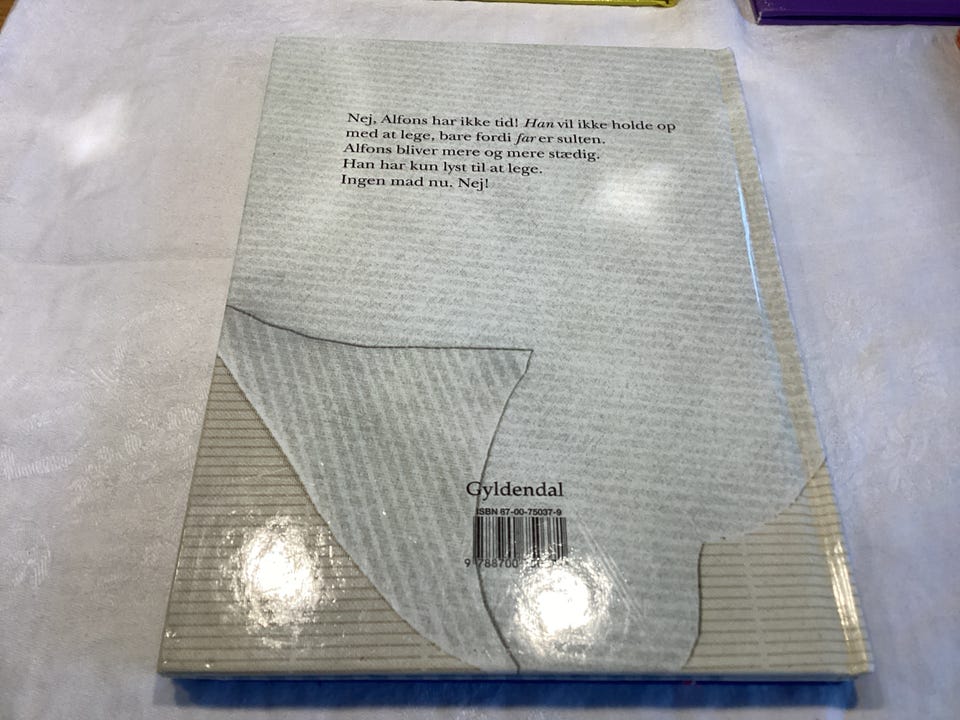 Nej, Alfons har ikke tid! Han vil ikke holde op
med at lege, bare fordi far er sulten.
Alfons bliver mere og mere stædig.
Han har kun lyst til at lege.
Ingen mad nu. Nej!
Gyldendal
ISBN 87-00-75037-9
9 788700